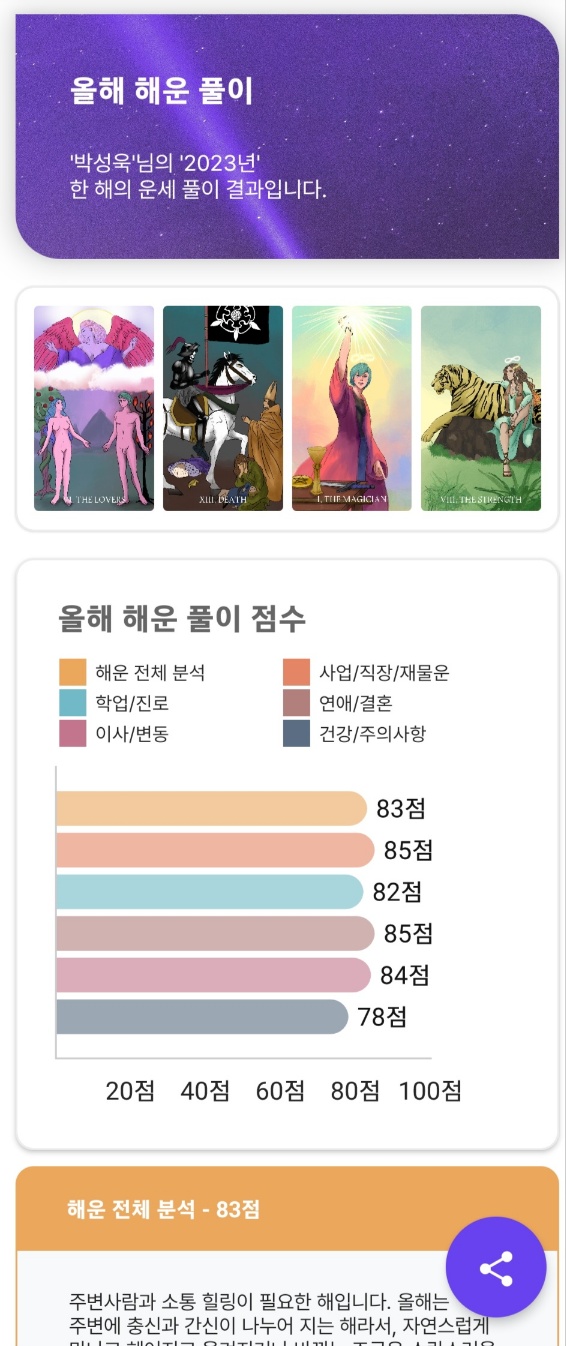 올해 해운 풀이
'박성욱'님의 '2023년'
한 해의 운세 풀이 결과입니다.
VI. THE LOVERS
XIII. DEATH
I, THE MAGICIAN
VIII. THE STRENGTH
올해 해운 풀이 점수
해운 전체 분석
사업/직장/재물운
학업/진로
연애/결혼
이사/변동
건강/주의사항
83점
85점
82점
85점
84점
78점
20점 40점 60점 80점 100점
해운 전체 분석 - 83점
주변사람과 소통 힐링이 필요한 해입니다. 올해는
주변에 충신과 간신이 나누어 지는 해라서, 자연스럽게